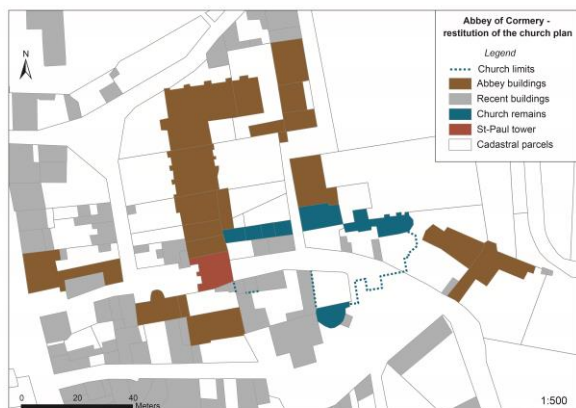 Abbey of Cormery -
restitution of the church plan
Legend
Church limits
Abbey buildings
Recent buildings
Church remains
St-Paul tower
Cadastral parcels
N
0 20 40
Meters
1:500